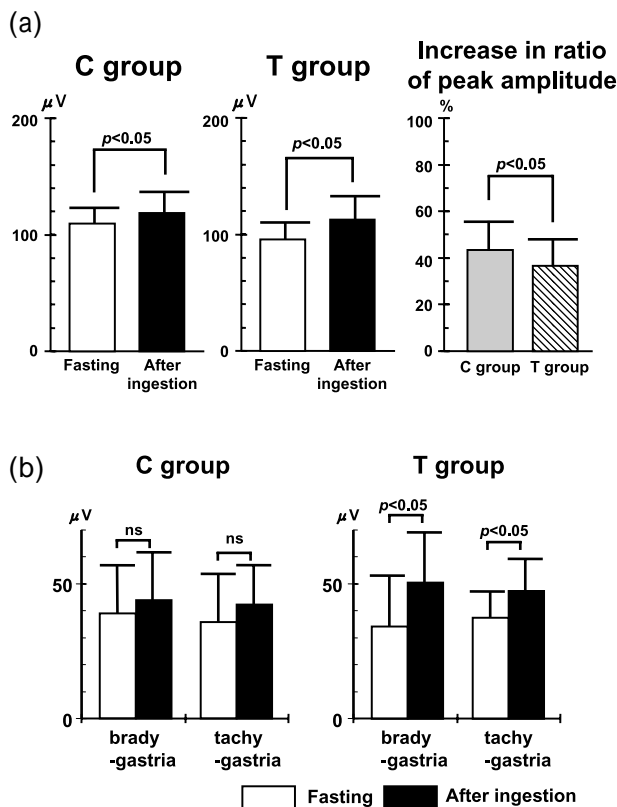 (a)
C group
T group
Increase in ratio
of peak amplitude
μV
200
100
0
p<0.05
Fasting
After
ingestion
μV
200
100
0
p<0.05
Fasting
After
ingestion
%
100
80
60
40
20
0
p<0.05
C group
T group
(b)
C group
T group
μV
50
0
ns
ns
brady
-gastria
tachy
-gastria
μV
50
0
p<0.05
p<0.05
brady
-gastria
tachy
-gastria
Fasting
After ingestion